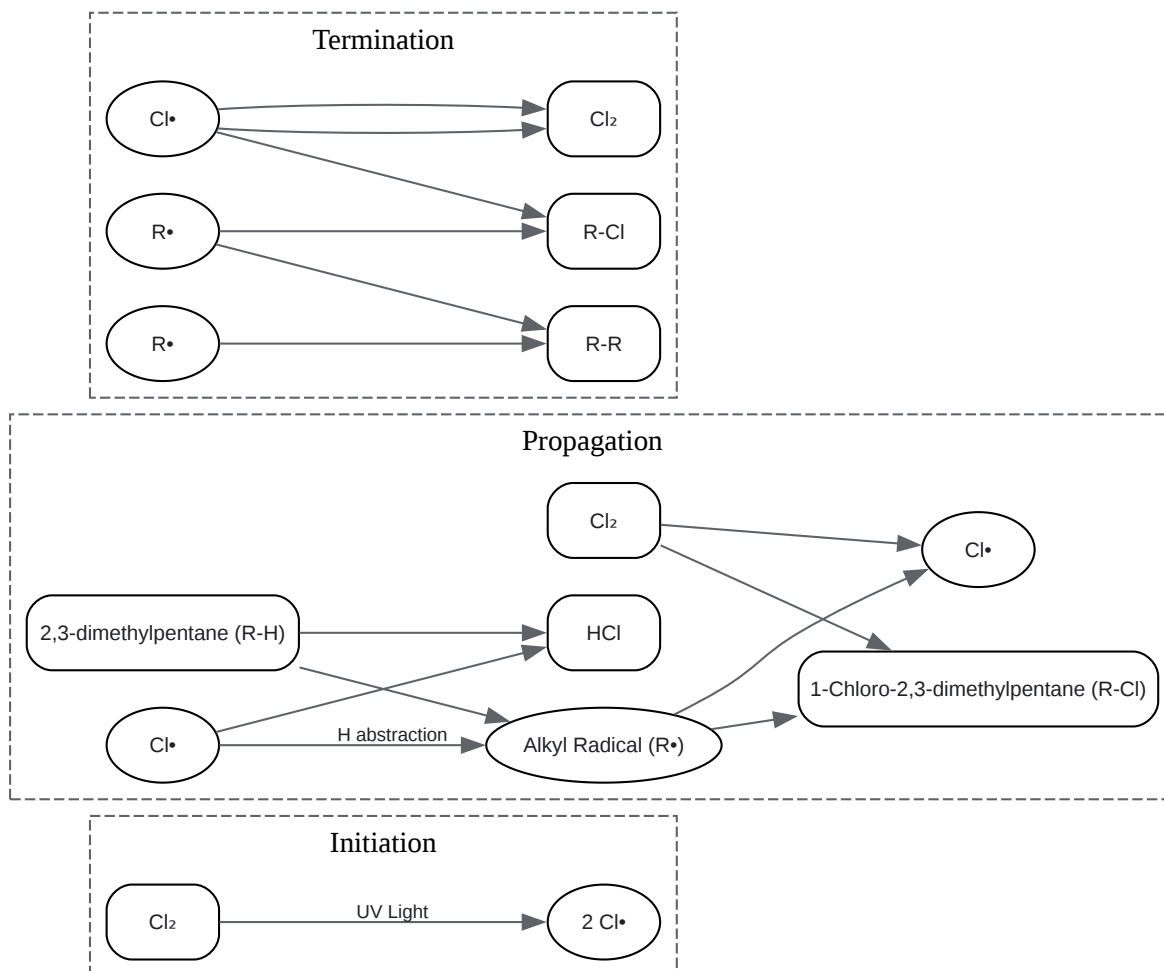 Termination
Cl•
Cl₂
R•
R-Cl
R•
R-R
Propagation
Cl₂
Cl•
2,3-dimethylpentane (R-H)
HCl
1-Chloro-2,3-dimethylpentane (R-Cl)
Cl•
H abstraction
Alkyl Radical (R•)
Initiation
Cl₂
UV Light
2 Cl•